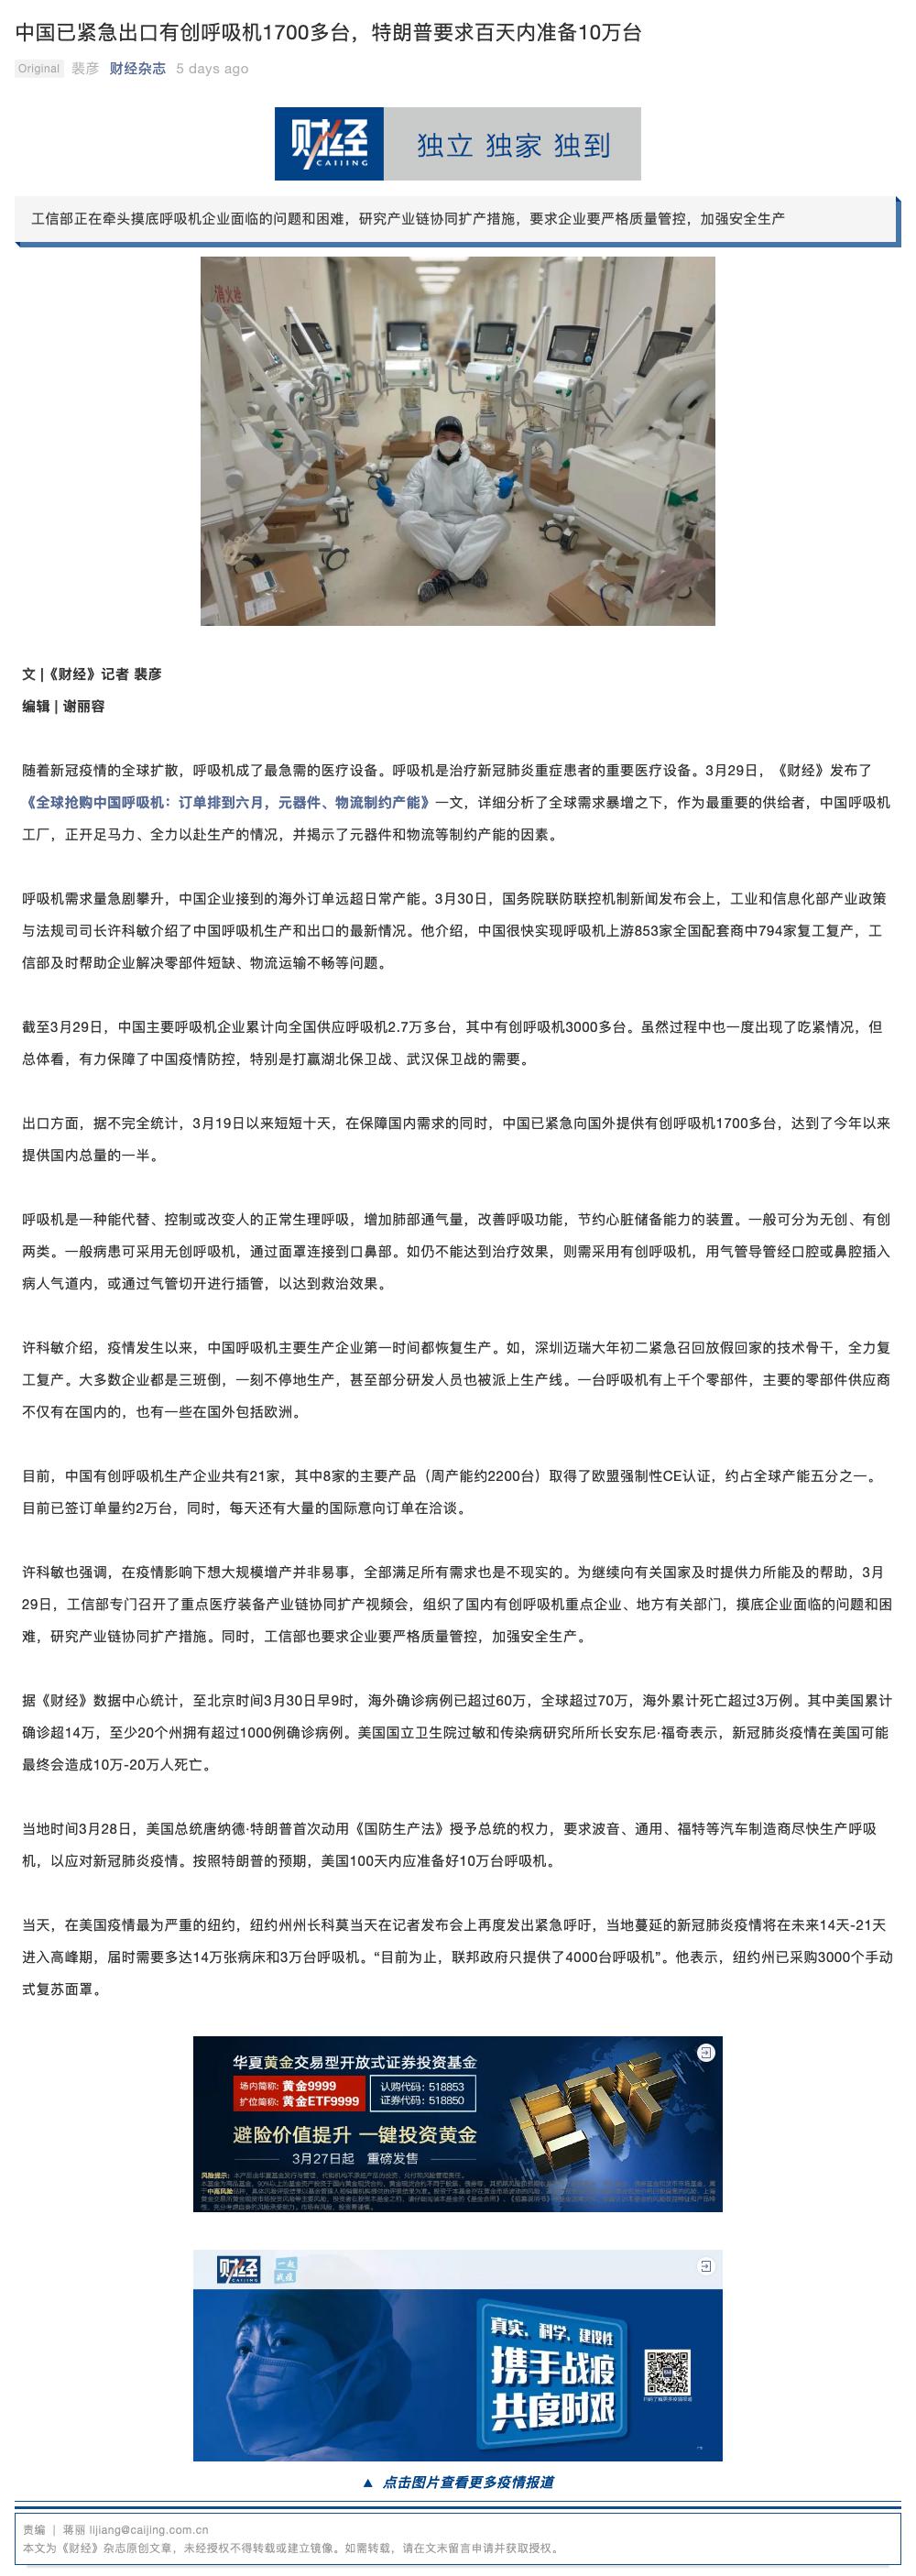 中国已紧急出口有创呼吸机1700多台，特朗普要求百天内准备10万台
Original 裴彦 财经杂志 5 days ago
财经 独立 独家 独到
CAIJING
工信部正在牵头摸底呼吸机企业面临的问题和困难，研究产业链协同扩产措施，要求企业要严格质量管控，加强安全生产
消火栓
文 |《财经》记者 裴彦
编辑 | 谢丽容
随着新冠疫情的全球扩散，呼吸机成了最急需的医疗设备。呼吸机是治疗新冠肺炎重症患者的重要医疗设备。3月29日，《财经》发布了
《全球抢购中国呼吸机：订单排到六月，元器件、物流制约产能》一文，详细分析了全球需求暴增之下，作为最重要的供给者，中国呼吸机
工厂，正开足马力、全力以赴生产的情况，并揭示了元器件和物流等制约产能的因素。
呼吸机需求量急剧攀升，中国企业接到的海外订单远超日常产能。3月30日，国务院联防联控机制新闻发布会上，工业和信息化部产业政策
与法规司司长许科敏介绍了中国呼吸机生产和出口的最新情况。他介绍，中国很快实现呼吸机上游853家全国配套商中794家复工复产，工
信部及时帮助企业解决零部件短缺、物流运输不畅等问题。
截至3月29日，中国主要呼吸机企业累计向全国供应呼吸机2.7万多台，其中有创呼吸机3000多台。虽然过程中也一度出现了吃紧情况，但
总体看，有力保障了中国疫情防控，特别是打赢湖北保卫战、武汉保卫战的需要。
出口方面，据不完全统计，3月19日以来短短十天，在保障国内需求的同时，中国已紧急向国外提供有创呼吸机1700多台，达到了今年以来
提供国内总量的一半。
呼吸机是一种能代替、控制或改变人的正常生理呼吸，增加肺部通气量，改善呼吸功能，节约心脏储备能力的装置。一般可分为无创、有创
两类。一般病患可采用无创呼吸机，通过面罩连接到口鼻部。如仍不能达到治疗效果，则需采用有创呼吸机，用气管导管经口腔或鼻腔插入
病人气道内，或通过气管切开进行插管，以达到救治效果。
许科敏介绍，疫情发生以来，中国呼吸机主要生产企业第一时间都恢复生产。如，深圳迈瑞大年初二紧急召回放假回家的技术骨干，全力复
工复产。大多数企业都是三班倒，一刻不停地生产，甚至部分研发人员也被派上生产线。一台呼吸机有上千个零部件，主要的零部件供应商
不仅有在国内的，也有一些在国外包括欧洲。
目前，中国有创呼吸机生产企业共有21家，其中8家的主要产品（周产能约2200台）取得了欧盟强制性CE认证，约占全球产能五分之一。
目前已签订单量约2万台，同时，每天还有大量的国际意向订单在洽谈。
许科敏也强调，在疫情影响下想大规模增产并非易事，全部满足所有需求也是不现实的。为继续向有关国家及时提供力所能及的帮助，3月
29日，工信部专门召开了重点医疗装备产业链协同扩产视频会，组织了国内有创呼吸机重点企业、地方有关部门，摸底企业面临的问题和困
难，研究产业链协同扩产措施。同时，工信部也要求企业要严格质量管控，加强安全生产。
据《财经》数据中心统计，至北京时间3月30日早9时，海外确诊病例已超过60万，全球超过70万，海外累计死亡超过3万例。其中美国累计
确诊超14万，至少20个州拥有超过1000例确诊病例。美国国立卫生院过敏和传染病研究所所长安东尼·福奇表示，新冠肺炎疫情在美国可能
最终会造成10万-20万人死亡。
当地时间3月28日，美国总统唐纳德·特朗普首次动用《国防生产法》授予总统的权力，要求波音、通用、福特等汽车制造商尽快生产呼吸
机，以应对新冠肺炎疫情。按照特朗普的预期，美国100天内应准备好10万台呼吸机。
当天，在美国疫情最为严重的纽约，纽约州州长科莫当天在记者发布会上再度发出紧急呼吁，当地蔓延的新冠肺炎疫情将在未来14天-21天
进入高峰期，届时需要多达14万张病床和3万台呼吸机。“目前为止，联邦政府只提供了4000台呼吸机”。他表示，纽约州已采购3000个手动
式复苏面罩。
华夏黄金交易型开放式证券投资基金
场内简称: 黄金9999 认购代码: 518853
扩位简称: 黄金ETF9999 证券代码: 518850
避险价值提升 一键投资黄金
3月27日起 重磅发售
风险提示:
财经
CAIJING
一起
战疫
真实、科学、建设性
携手战疫
共度时艰
▲ 点击图片查看更多疫情报道
责编 | 蒋丽 lijiang@caijing.com.cn
本文为《财经》杂志原创文章，未经授权不得转载或建立镜像。如需转载，请在文末留言申请并获取授权。